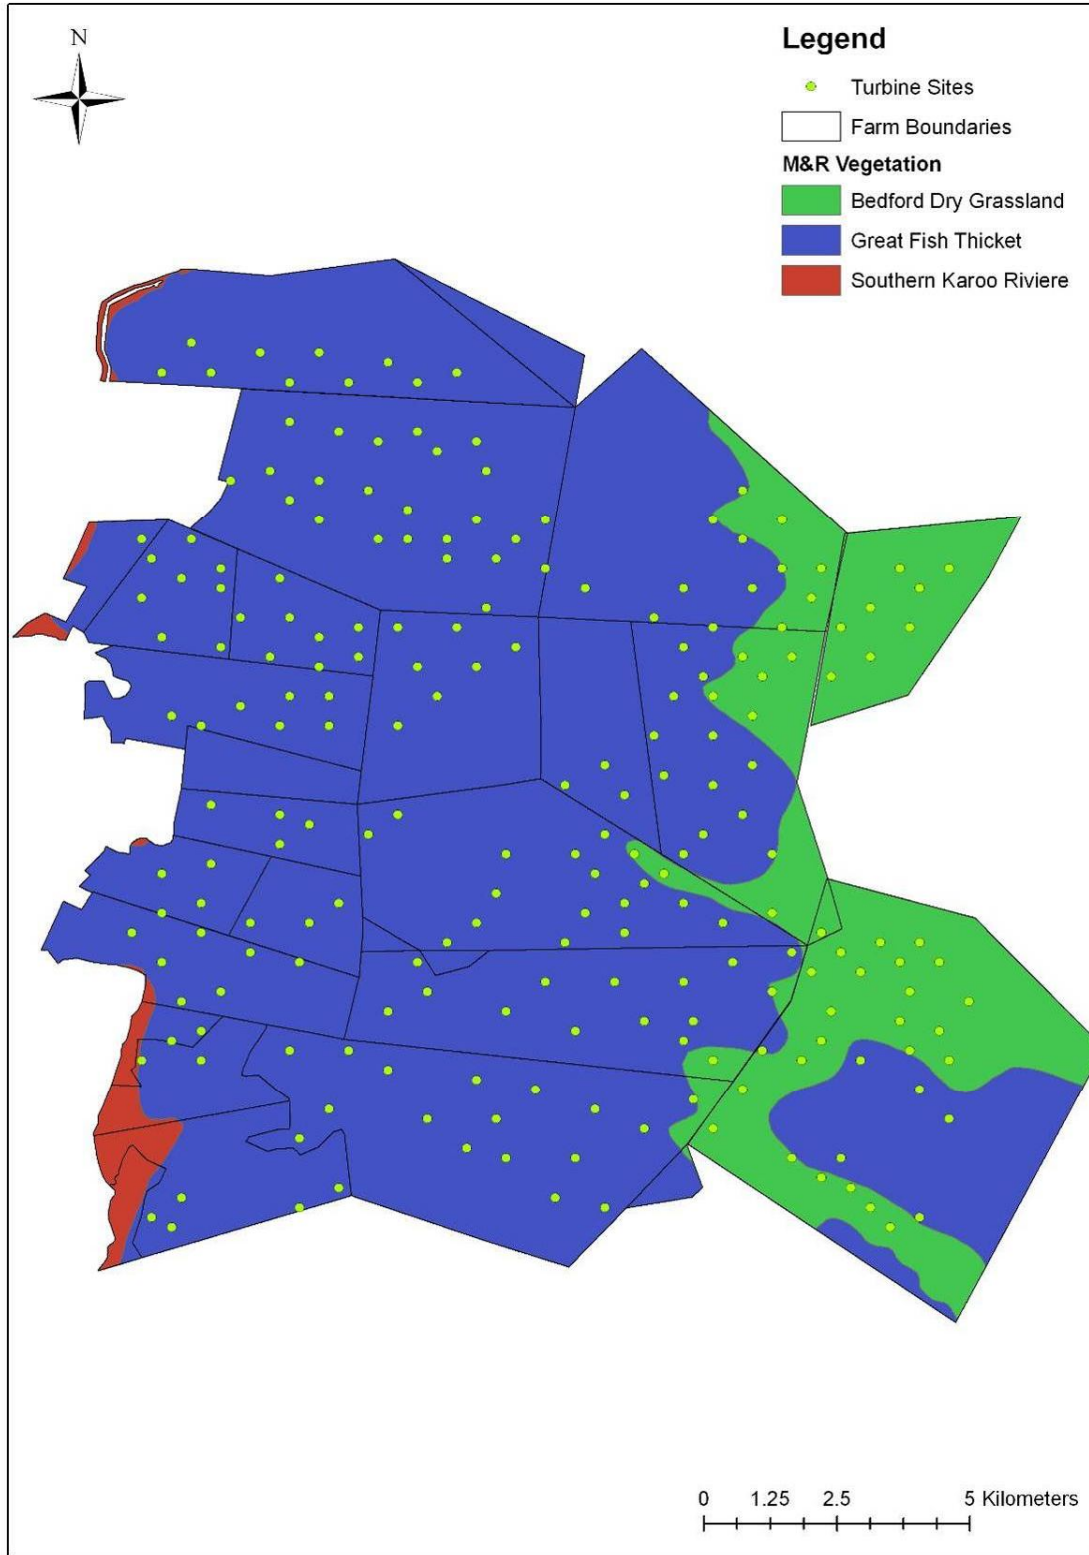 N
Legend
Turbine Sites
Farm Boundaries
M&R Vegetation
Bedford Dry Grassland
Great Fish Thicket
Southern Karoo Riviere
0 1.25 2.5 5 Kilometers